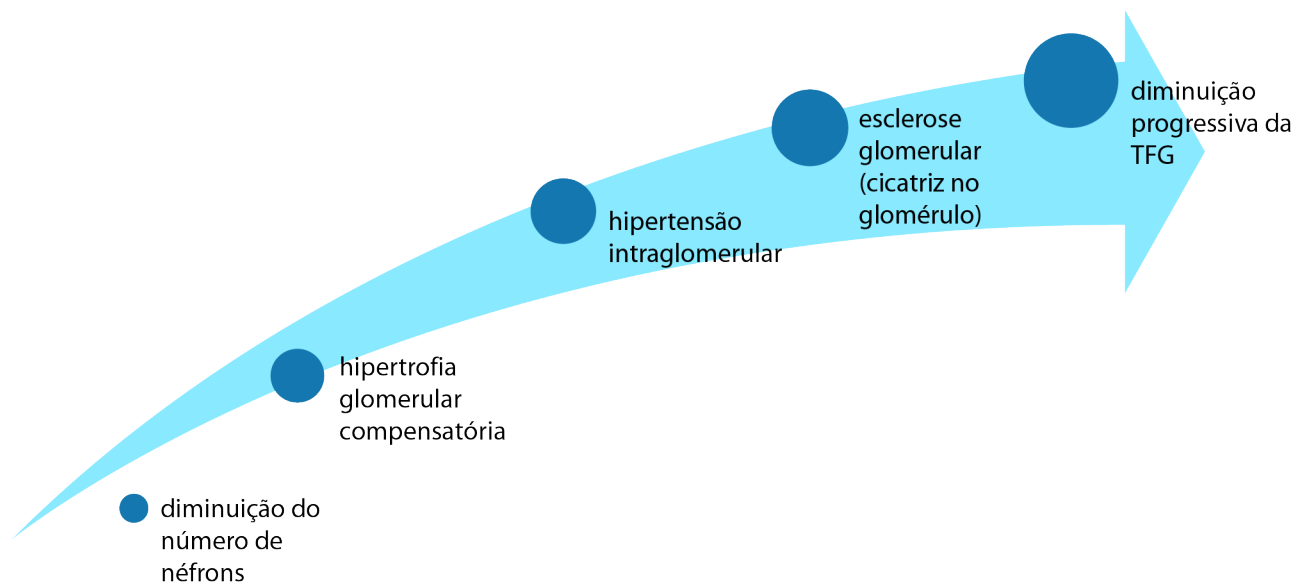 diminuição do
número de
néfrons
hipertrofia
glomerular
compensatória
hipertensão
intraglomerular
esclerose
glomerular
(cicatriz no
glomérulo)
diminuição
progressiva da
TFG